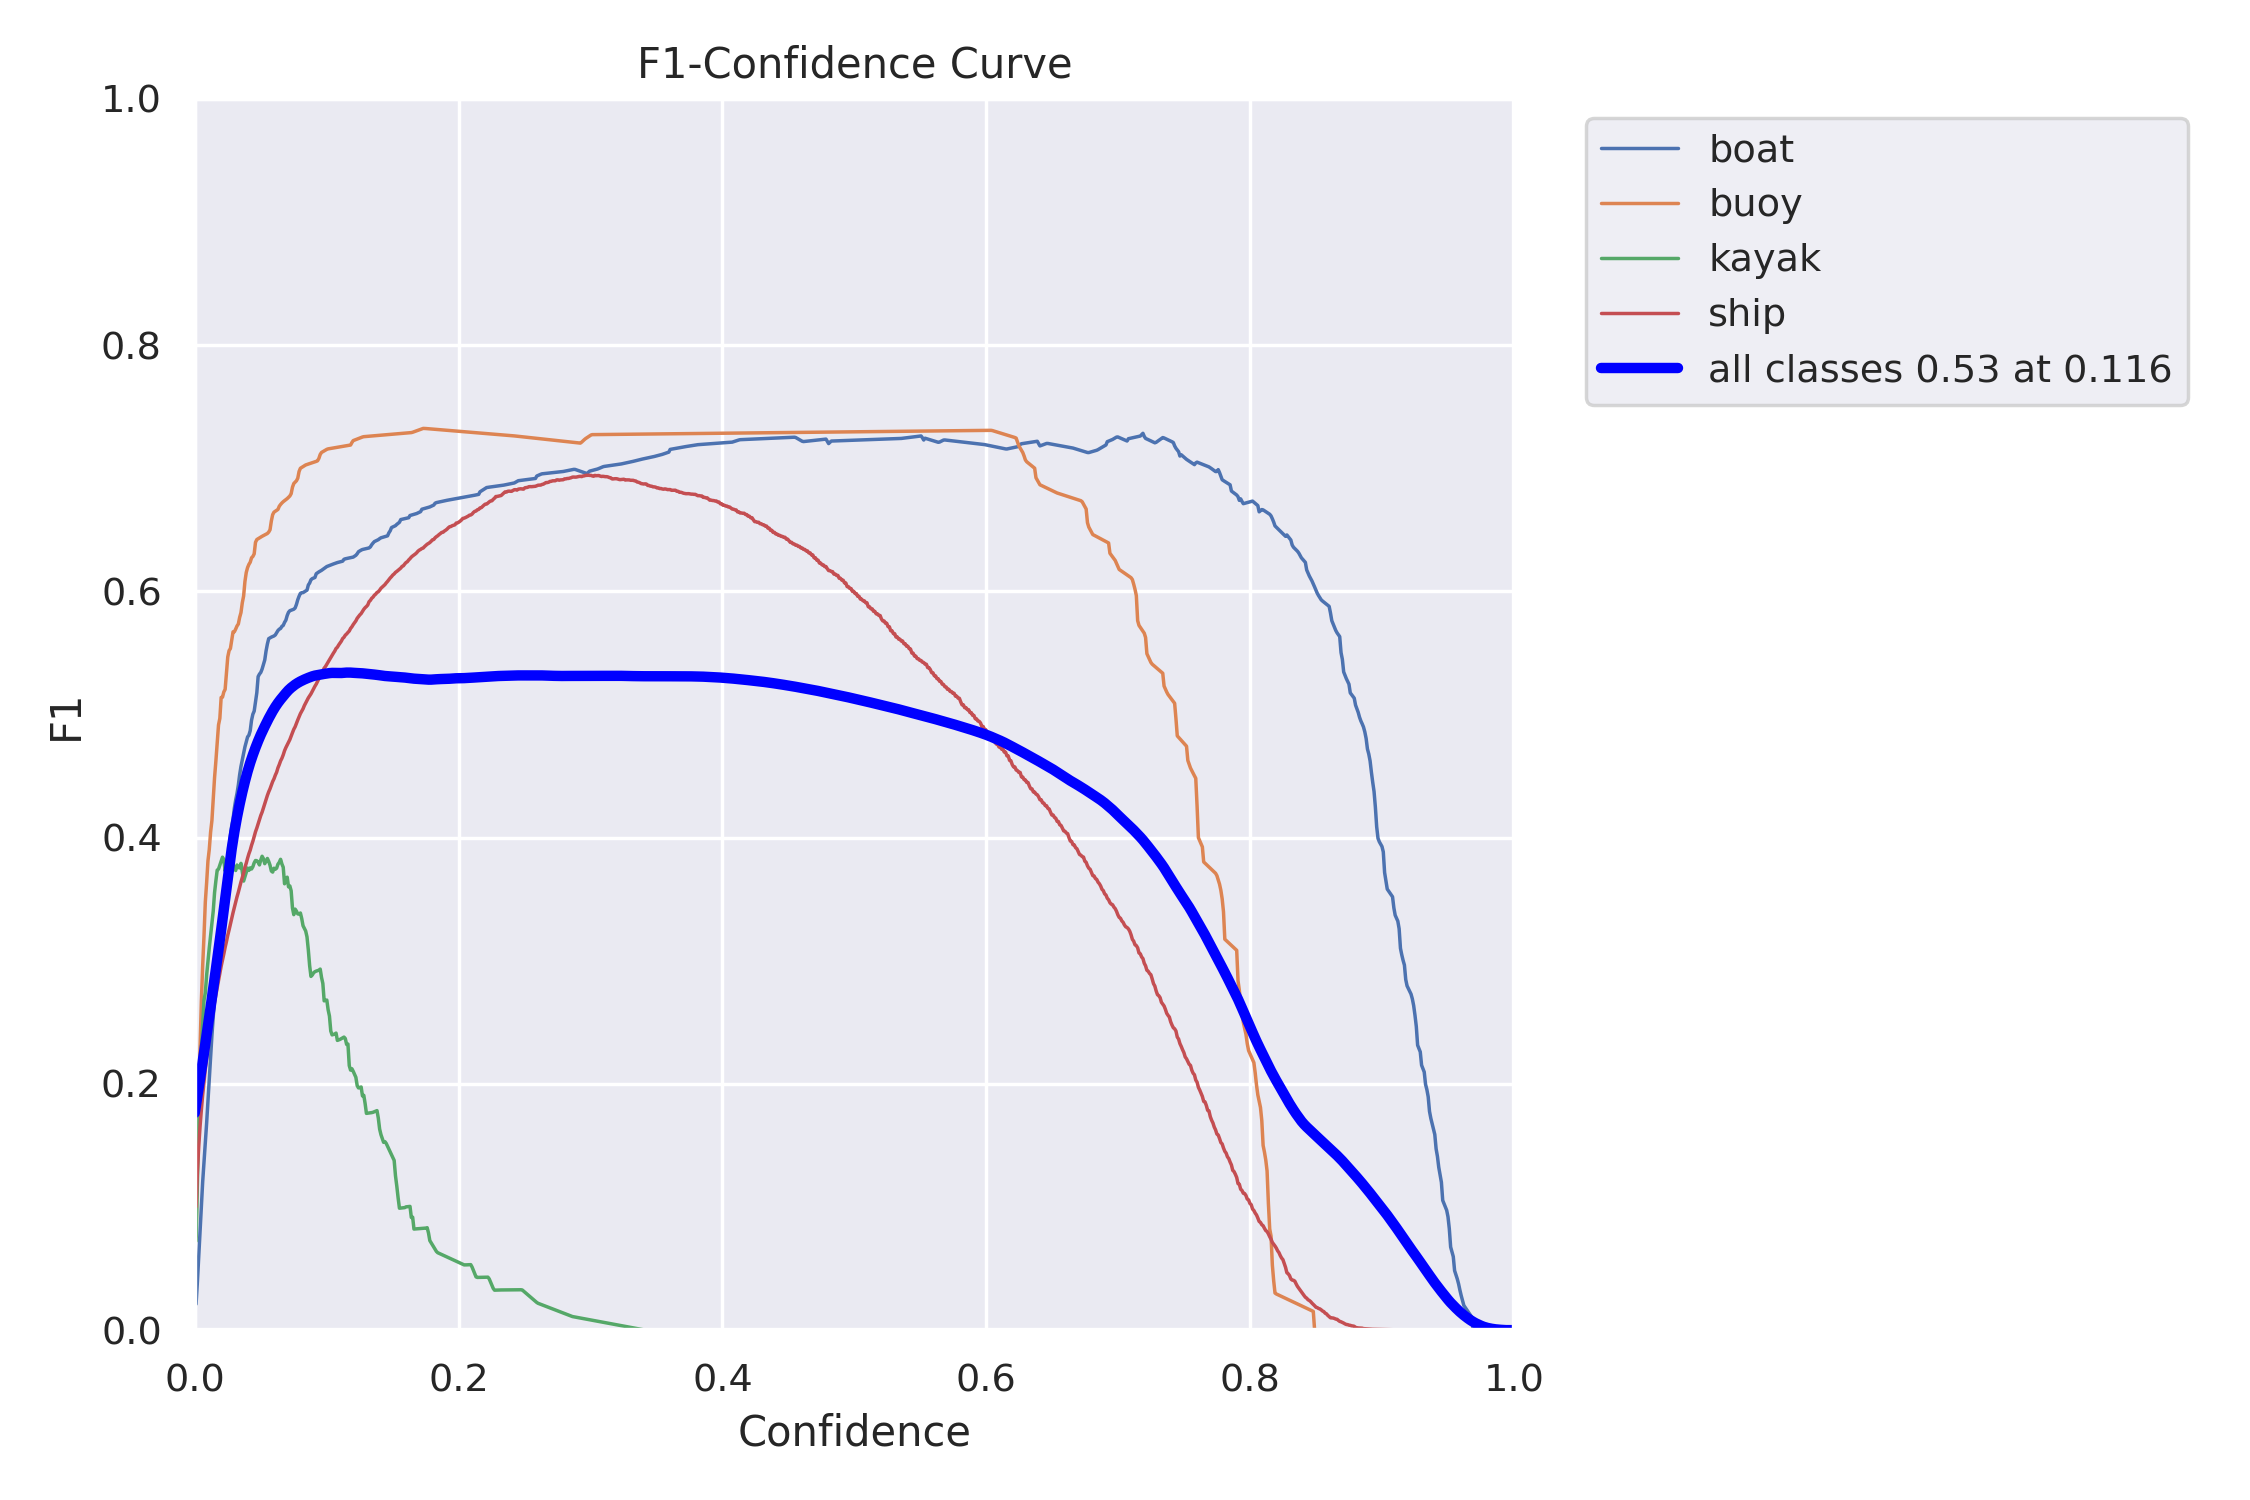 F1-Confidence Curve
1.0
0.8
0.6
0.4
0.2
0.0
F1
0.0 0.2 0.4 0.6 0.8 1.0
Confidence
boat
buoy
kayak
ship
all classes 0.53 at 0.116